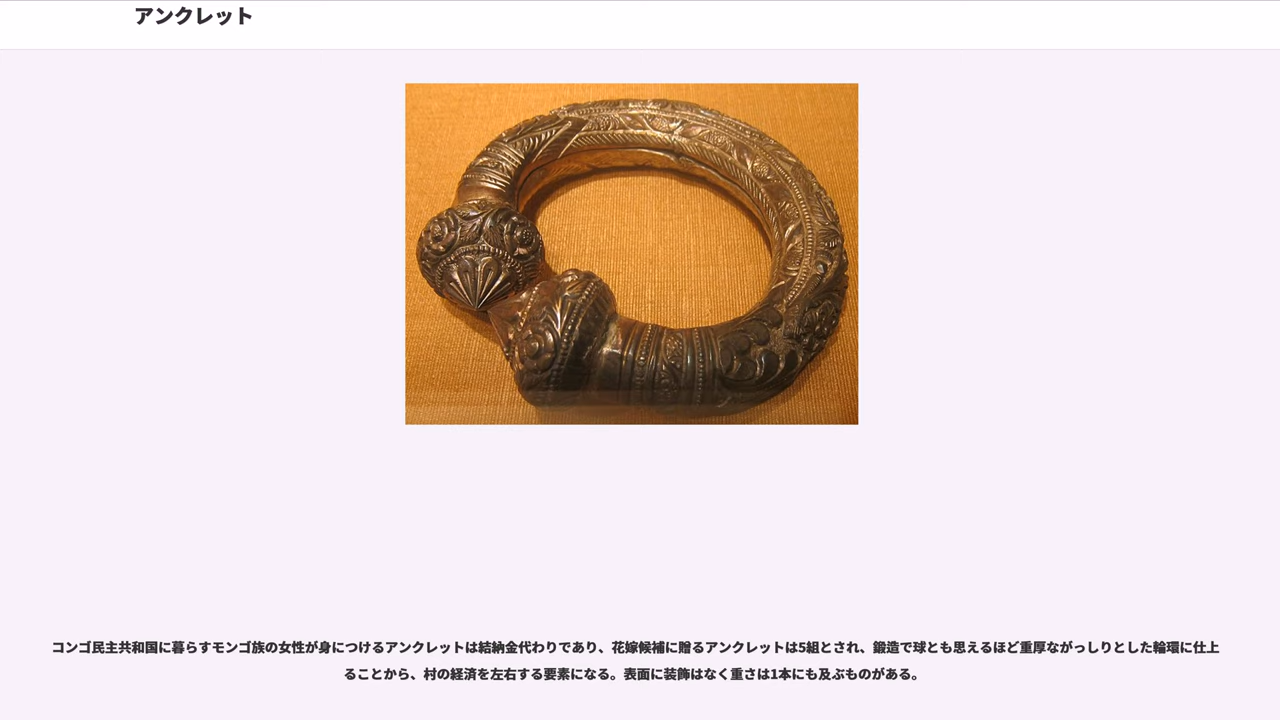 アンクレット
コンゴ民主共和国に暮らすモンゴ族の女性が身につけるアンクレットは結納金代わりであり、花嫁候補に贈るアンクレットは5組とされ、鍛造で球とも思えるほど重厚ながっしりとした輪環に仕上
ることから、村の経済を左右する要素になる。表面に装飾はなく重さは1本にも及ぶものがある。